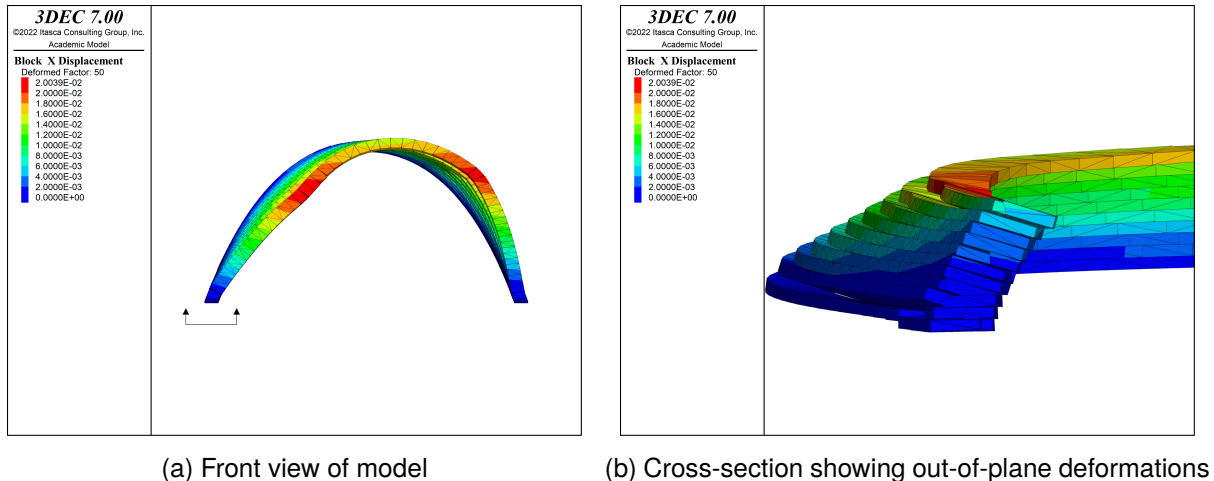 3DEC 7.00
©2022 Itasca Consulting Group, Inc.
Academic Model
Block X Displacement
Deformed Factor: 50
2.0039E-02
2.0000E-02
1.8000E-02
1.6000E-02
1.4000E-02
1.2000E-02
1.0000E-02
8.0000E-03
6.0000E-03
4.0000E-03
2.0000E-03
0.0000E+00
(a) Front view of model
3DEC 7.00
©2022 Itasca Consulting Group, Inc.
Academic Model
Block X Displacement
Deformed Factor: 50
2.0039E-02
2.0000E-02
1.8000E-02
1.6000E-02
1.4000E-02
1.2000E-02
1.0000E-02
8.0000E-03
6.0000E-03
4.0000E-03
2.0000E-03
0.0000E+00
(b) Cross-section showing out-of-plane deformations